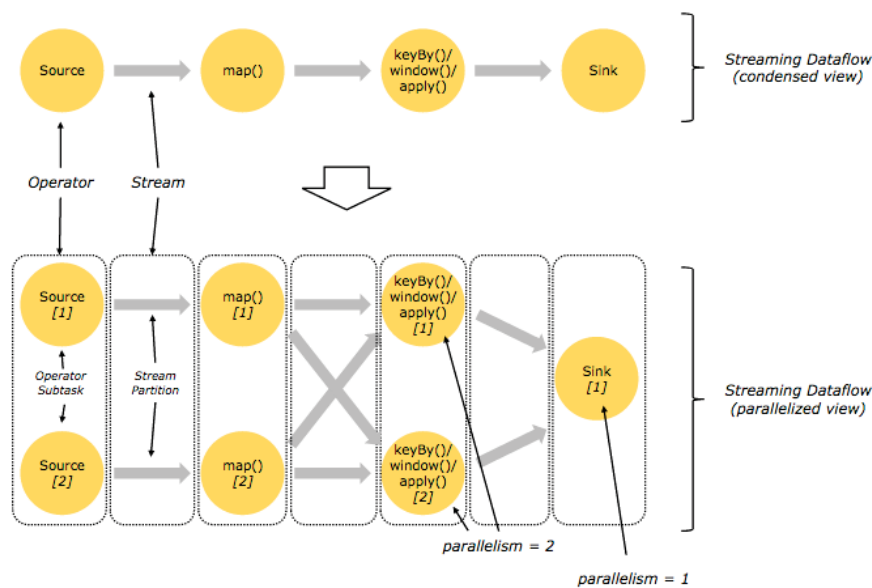 Source
map()
keyBy()/
window()/
apply()
Sink
Streaming Dataflow
(condensed view)
Operator
Stream
Source
[1]
map()
[1]
keyBy()/
window()/
apply()
[1]
Operator
Subtask
Stream
Partition
Sink
[1]
Streaming Dataflow
(parallelized view)
Source
[2]
map()
[2]
keyBy()/
window()/
apply()
[2]
parallelism = 2
parallelism = 1